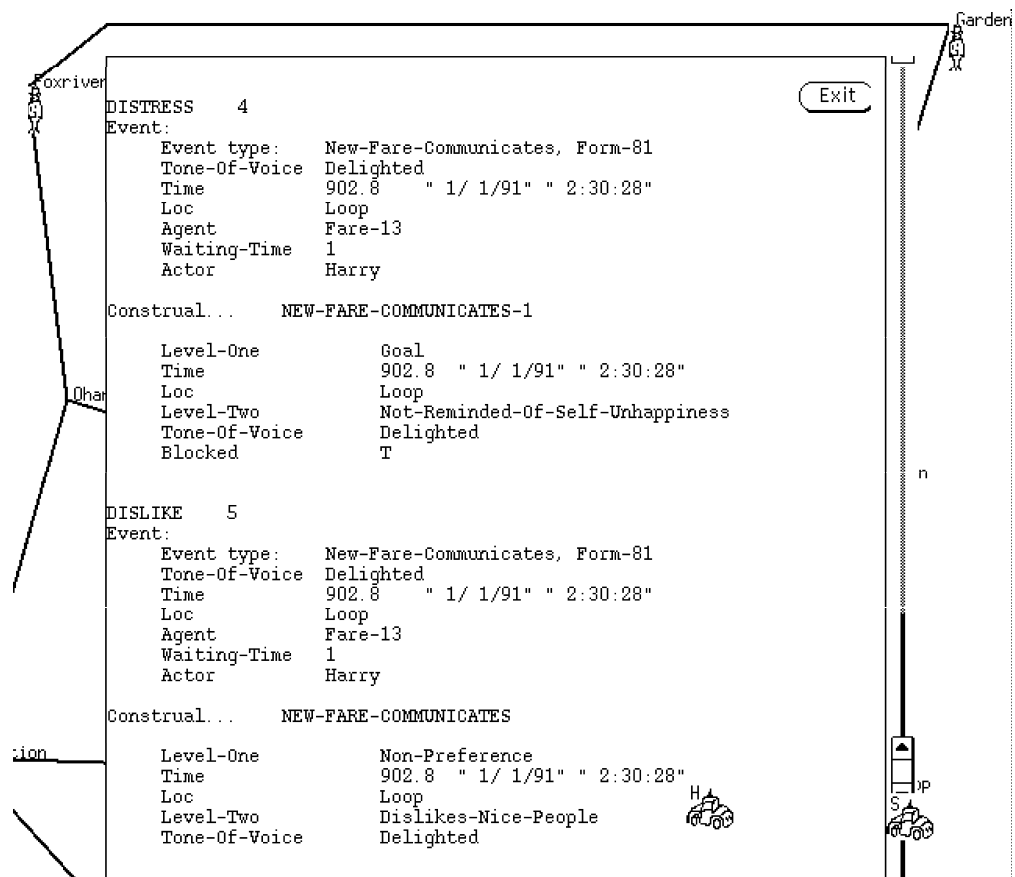 Garden
Foxriver
Exit
DISTRESS 4
Event:
Event type: New-Fare-Communicates, Form-81
Tone-Of-Voice Delighted
Time 902.8 " 1/ 1/91" " 2:30:28"
Loc Loop
Agent Fare-13
Waiting-Time 1
Actor Harry
Construal... NEW-FARE-COMMUNICATES-1
Level-One Goal
Time 902.8 " 1/ 1/91" " 2:30:28"
Ohar
Loc Loop
Level-Two Not-Reminded-Of-Self-Unhappiness
Tone-Of-Voice Delighted
Blocked T
n
DISLIKE 5
Event:
Event type: New-Fare-Communicates, Form-81
Tone-Of-Voice Delighted
Time 902.8 " 1/ 1/91" " 2:30:28"
Loc Loop
Agent Fare-13
Waiting-Time 1
Actor Harry
Construal... NEW-FARE-COMMUNICATES
tion
Level-One Non-Preference
Time 902.8 " 1/ 1/91" " 2:30:28"
H
Loc Loop
op
S
Level-Two Dislikes-Nice-People
Tone-Of-Voice Delighted